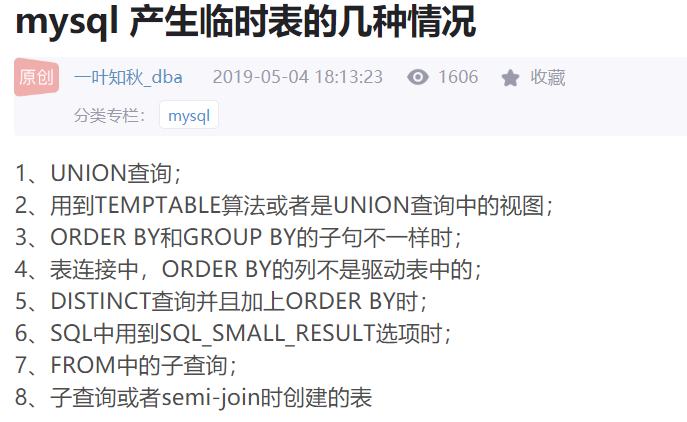 mysql 产生临时表的几种情况
原创 一叶知秋_dba 2019-05-04 18:13:23 1606 收藏
分类专栏： mysql
1、UNION查询；
2、用到TEMPTABLE算法或者是UNION查询中的视图；
3、ORDER BY和GROUP BY的子句不一样时；
4、表连接中，ORDER BY的列不是驱动表中的；
5、DISTINCT查询并且加上ORDER BY时；
6、SQL中用到SQL_SMALL_RESULT选项时；
7、FROM中的子查询；
8、子查询或者semi-join时创建的表